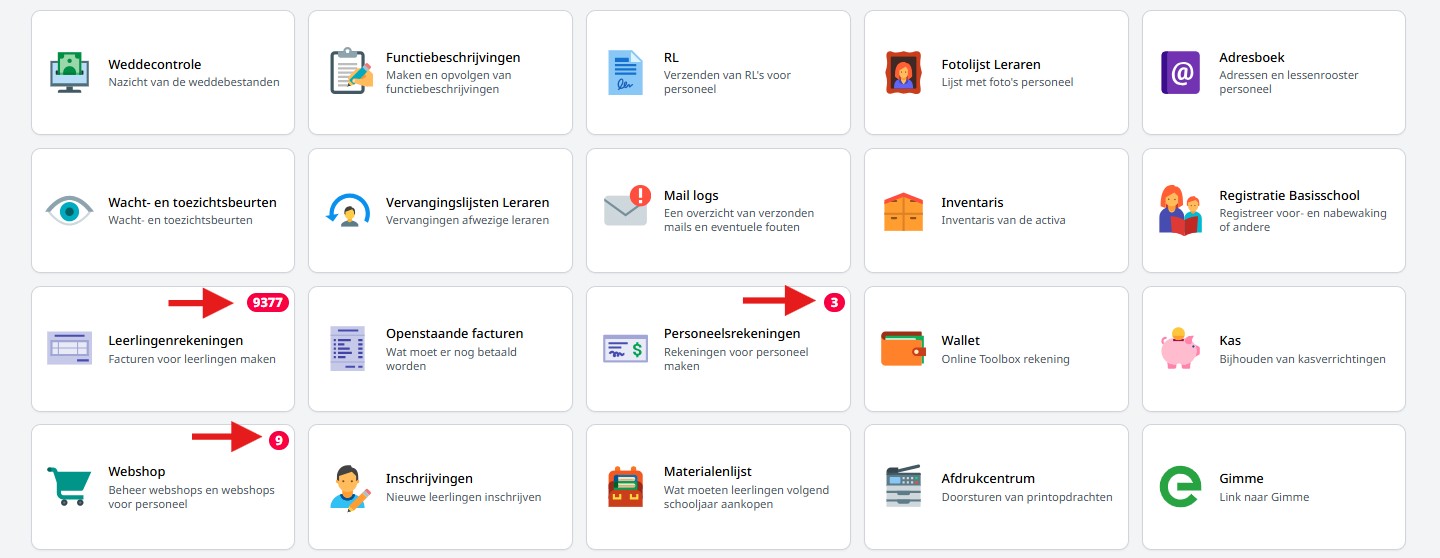 Weddecontrole
Nazicht van de weddebestanden
Functiebeschrijvingen
Maken en opvolgen van
functiebeschrijvingen
RL
Verzenden van RL's voor
personeel
Fotolijst Leraren
Lijst met foto's personeel
@
Adresboek
Adressen en lessenrooster
personeel
Wacht- en toezichtsbeurten
Wacht- en toezichtsbeurten
Vervangingslijsten Leraren
Vervangingen afwezige leraren
!
Mail logs
Een overzicht van verzonden
mails en eventuele fouten
Inventaris
Inventaris van de activa
Registratie Basisschool
Registreer voor- en nabewaking
of andere
9377
Leerlingenrekeningen
Facturen voor leerlingen maken
Openstaande facturen
Wat moet er nog betaald
worden
3
$
Personeelsrekeningen
Rekeningen voor personeel
maken
Wallet
Online Toolbox rekening
Kas
Bijhouden van kasverrichtingen
9
Webshop
Beheer webshops en webshops
voor personeel
Inschrijvingen
Nieuwe leerlingen inschrijven
Materialenlijst
Wat moeten leerlingen volgend
schooljaar aankopen
Afdrukcentrum
Doorsturen van printopdrachten
Gimme
Link naar Gimme